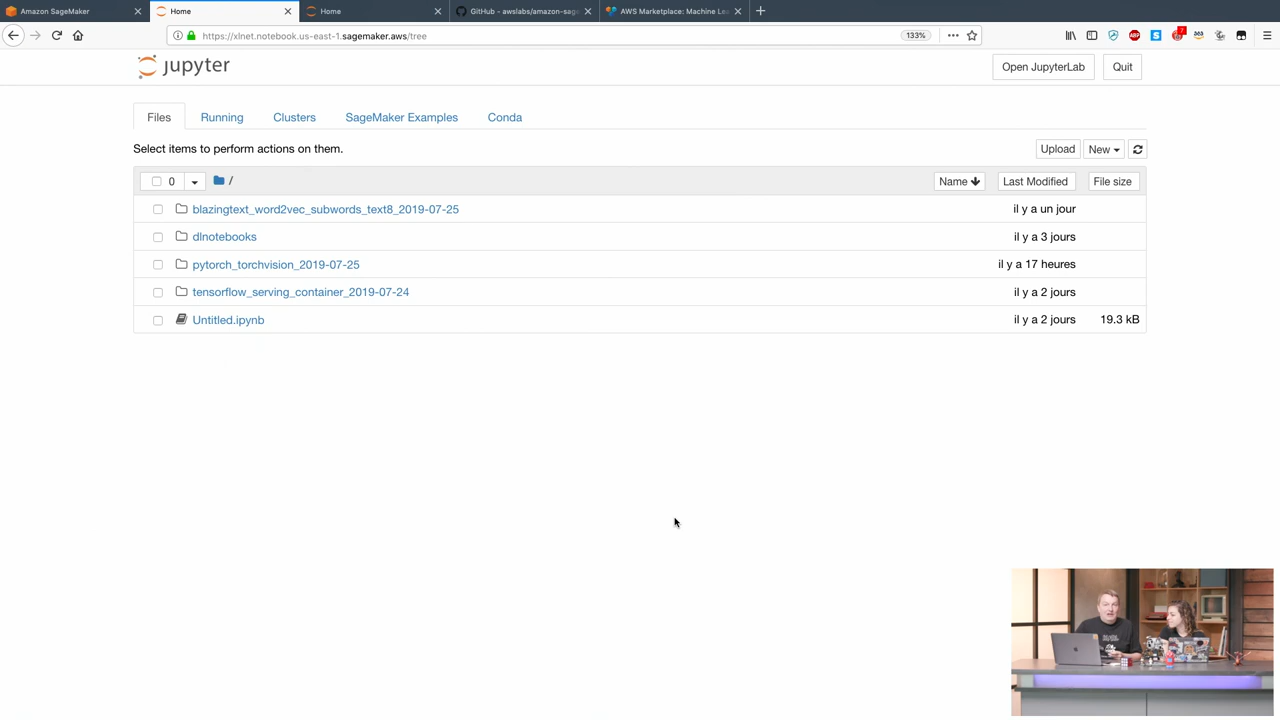 Amazon SageMaker
Home
Home
GitHub - awslabs/amazon-sage
AWS Marketplace: Machine Lea
https://xlnet.notebook.us-east-1.sagemaker.aws/tree
133%
7
jupyter
Open JupyterLab
Quit
Files
Running
Clusters
SageMaker Examples
Conda
Select items to perform actions on them.
Upload
New
0
/
Name
Last Modified
File size
blazingtext_word2vec_subwords_text8_2019-07-25
il y a un jour
dlnotebooks
il y a 3 jours
pytorch_torchvision_2019-07-25
il y a 17 heures
tensorflow_serving_container_2019-07-24
il y a 2 jours
Untitled.ipynb
il y a 2 jours
19.3 kB